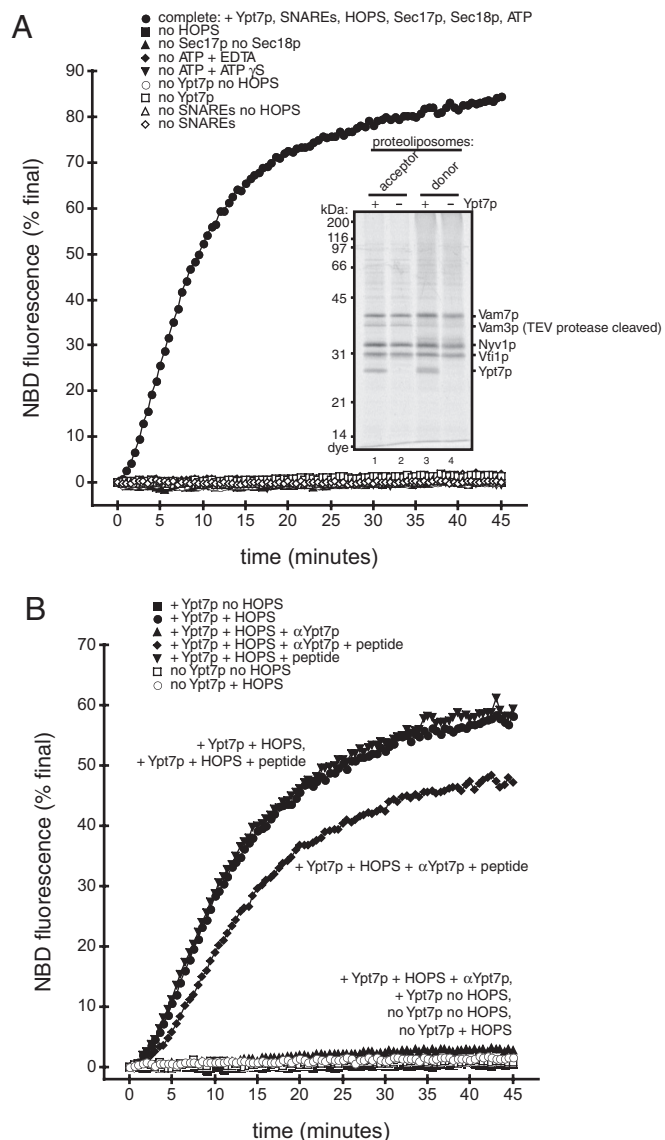 A
complete: + Ypt7p, SNAREs, HOPS, Sec17p, Sec18p, ATP
no HOPS
no Sec17p no Sec18p
no ATP + EDTA
no ATP + ATPγS
no Ypt7p no HOPS
no Ypt7p
no SNAREs no HOPS
no SNAREs
90
80
70
60
50
40
30
20
10
0
NBD fluorescence (% final)
0 5 10 15 20 25 30 35 40 45
time (minutes)
proteoliposomes:
acceptor donor
+ − + − Ypt7p
kDa:
200
116
97
66
45
31
21
14
dye
Vam7p
Vam3p (TEV protease cleaved)
Nyv1p
Vti1p
Ypt7p
1 2 3 4
B
+ Ypt7p no HOPS
+ Ypt7p + HOPS
+ Ypt7p + HOPS + αYpt7p
+ Ypt7p + HOPS + αYpt7p + peptide
+ Ypt7p + HOPS + peptide
no Ypt7p no HOPS
no Ypt7p + HOPS
70
60
50
40
30
20
10
0
NBD fluorescence (% final)
+ Ypt7p + HOPS,
+ Ypt7p + HOPS + peptide
+ Ypt7p + HOPS + αYpt7p + peptide
+ Ypt7p + HOPS + αYpt7p,
+ Ypt7p no HOPS,
no Ypt7p no HOPS,
no Ypt7p + HOPS
0 5 10 15 20 25 30 35 40 45
time (minutes)